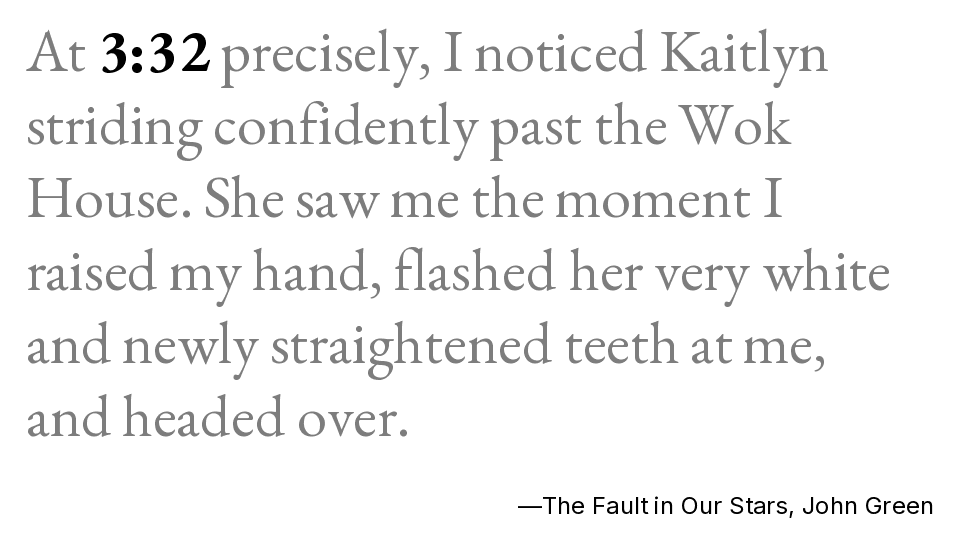 At 3:32 precisely, I noticed Kaitlyn
striding confidently past the Wok
House. She saw me the moment I
raised my hand, flashed her very white
and newly straightened teeth at me,
and headed over.
—The Fault in Our Stars, John Green